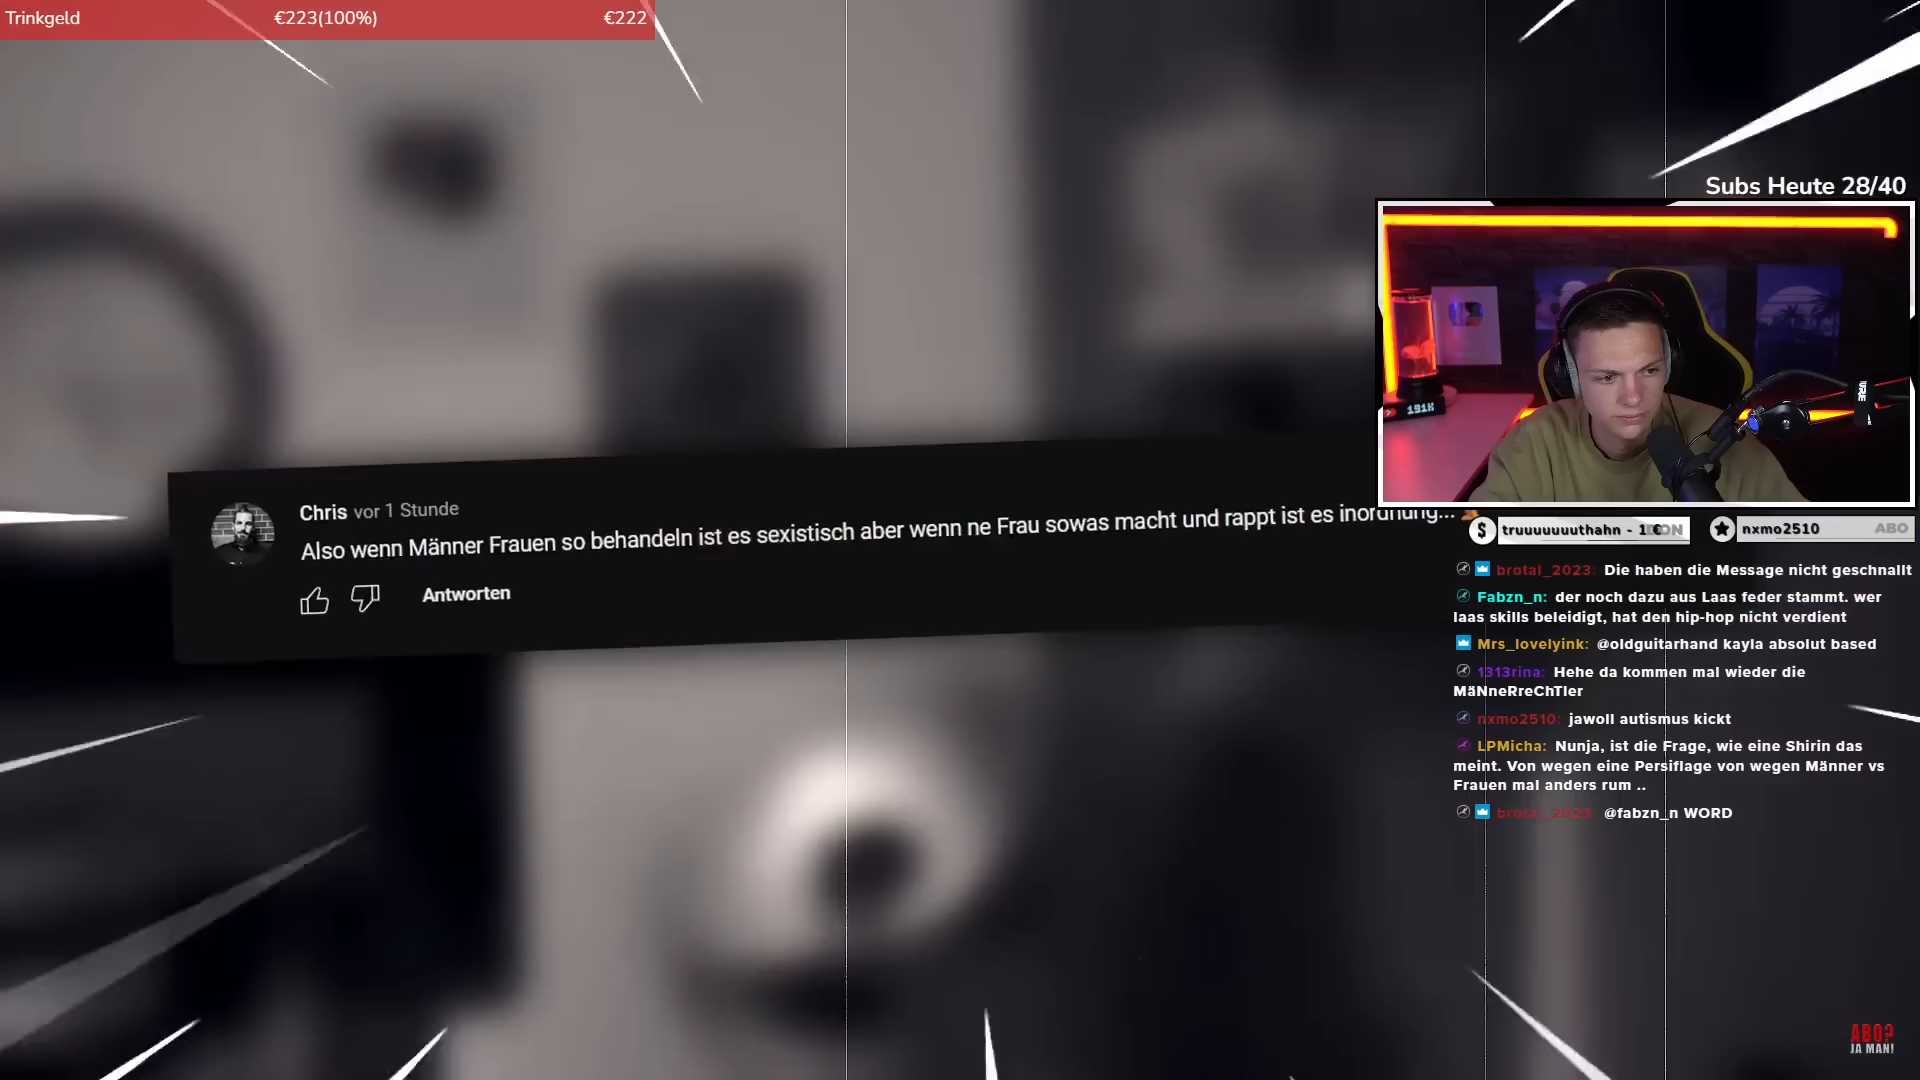 Trinkgeld €223(100%) €222
Subs Heute 28/40
191K
Chris vor 1 Stunde
Also wenn Männer Frauen so behandeln ist es sexistisch aber wenn ne Frau sowas macht und rappt ist es inordnung...
Antworten
truuuuuuuthahn - 1 €
nxmo2510 ABO
brotal_2023: Die haben die Message nicht geschnallt
Fabzn_n: der noch dazu aus Laas feder stammt. wer
laas skills beleidigt, hat den hip-hop nicht verdient
Mrs_lovelyink: @oldguitarhand kayla absolut based
1313rina: Hehe da kommen mal wieder die
MäNneRreChTler
nxmo2510: jawoll autismus kickt
LPMicha: Nunja, ist die Frage, wie eine Shirin das
meint. Von wegen eine Persiflage von wegen Männer vs
Frauen mal anders rum ..
brotal_2023: @fabzn_n WORD
ABO?
JA MAN!